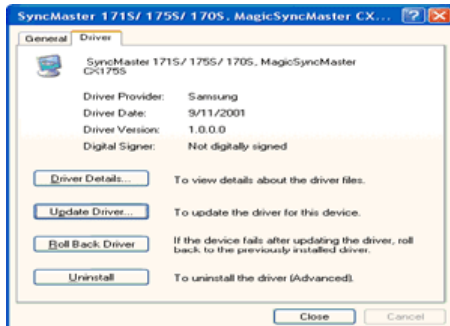 SyncMaster 171S/ 175S/ 170S, MagicSyncMaster CX...
General
Driver
SyncMaster 171S/ 175S/ 170S, MagicSyncMaster
CX175S
Driver Provider: Samsung
Driver Date: 9/11/2001
Driver Version: 1.0.0.0
Digital Signer: Not digitally signed
Driver Details... To view details about the driver files.
Update Driver... To update the driver for this device.
Roll Back Driver If the device fails after updating the driver, roll
back to the previously installed driver.
Uninstall To uninstall the driver (Advanced).
Close Cancel